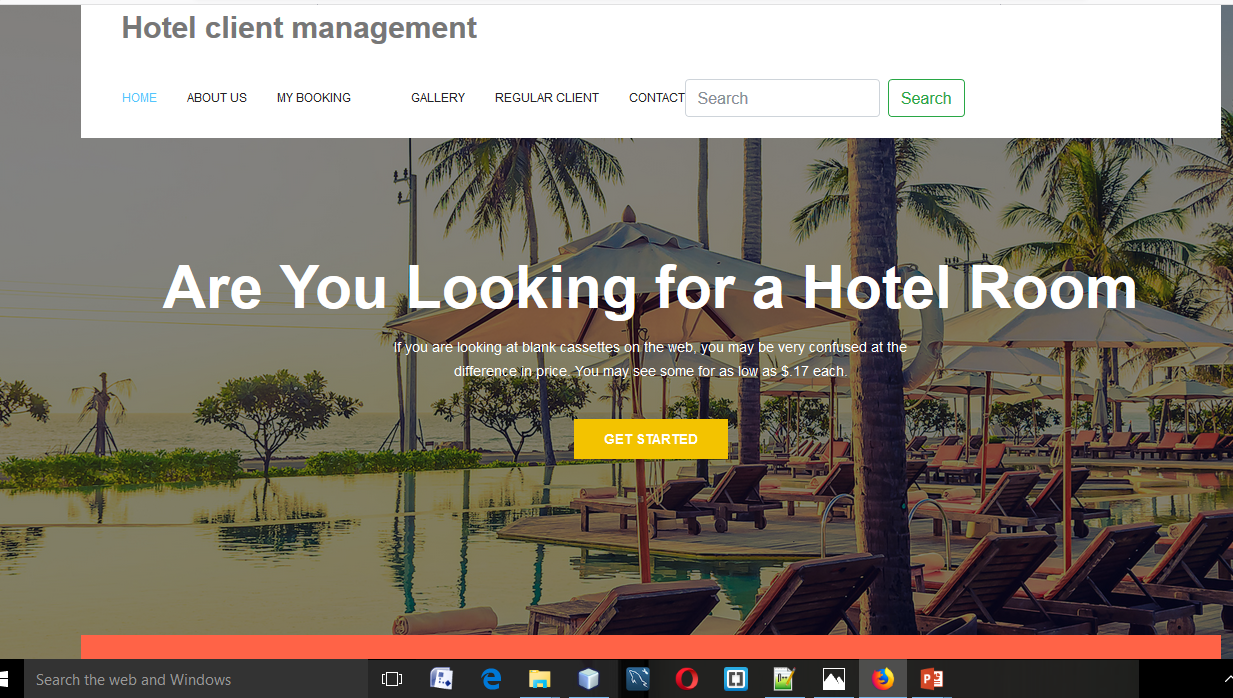 Hotel client management
HOME ABOUT US MY BOOKING GALLERY REGULAR CLIENT CONTACT Search Search
Are You Looking for a Hotel Room
If you are looking at blank cassettes on the web, you may be very confused at the
difference in price. You may see some for as low as $.17 each.
GET STARTED
Search the web and Windows